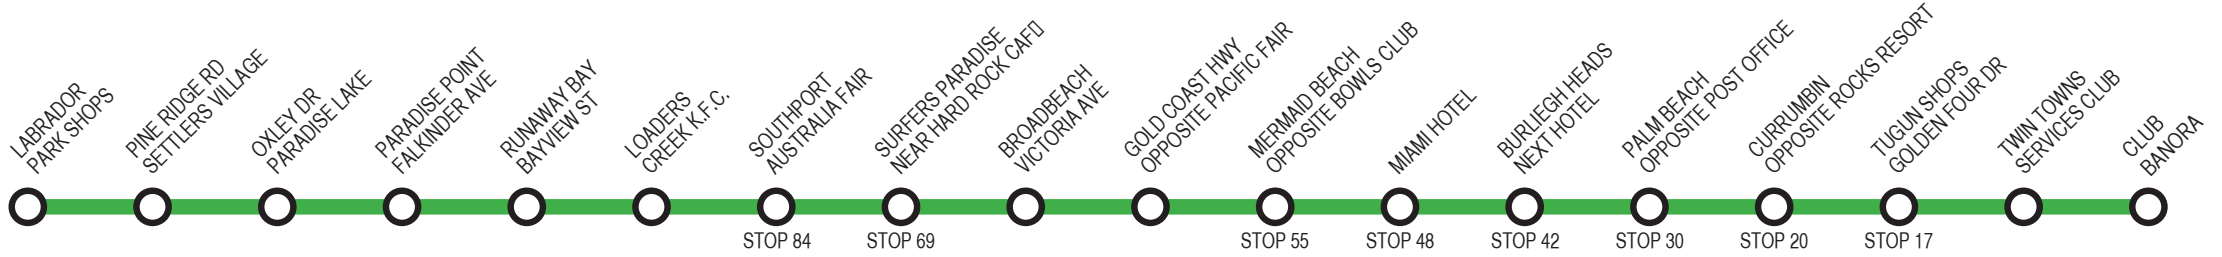 LABRADOR
PARK SHOPS
PINE RIDGE RD
SETTLERS VILLAGE
OXLEY DR
PARADISE LAKE
PARADISE POINT
FALKINDER AVE
RUNAWAY BAY
BAYVIEW ST
LOADERS
CREEK K.F.C.
SOUTHPORT
AUSTRALIA FAIR
SURFERS PARADISE
NEAR HARD ROCK CAF▯
BROADBEACH
VICTORIA AVE
GOLD COAST HWY
OPPOSITE PACIFIC FAIR
MERMAID BEACH
OPPOSITE BOWLS CLUB
MIAMI HOTEL
BURLIEGH HEADS
NEXT HOTEL
PALM BEACH
OPPOSITE POST OFFICE
CURRUMBIN
OPPOSITE ROCKS RESORT
TUGUN SHOPS
GOLDEN FOUR DR
TWIN TOWNS
SERVICES CLUB
CLUB
BANORA
STOP 84
STOP 69
STOP 55
STOP 48
STOP 42
STOP 30
STOP 20
STOP 17